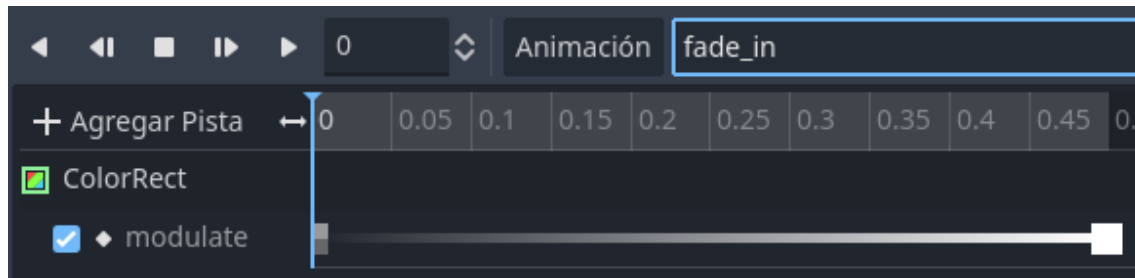 0 Animación fade_in
Agregar Pista 0 0.05 0.1 0.15 0.2 0.25 0.3 0.35 0.4 0.45 0.
ColorRect
modulate